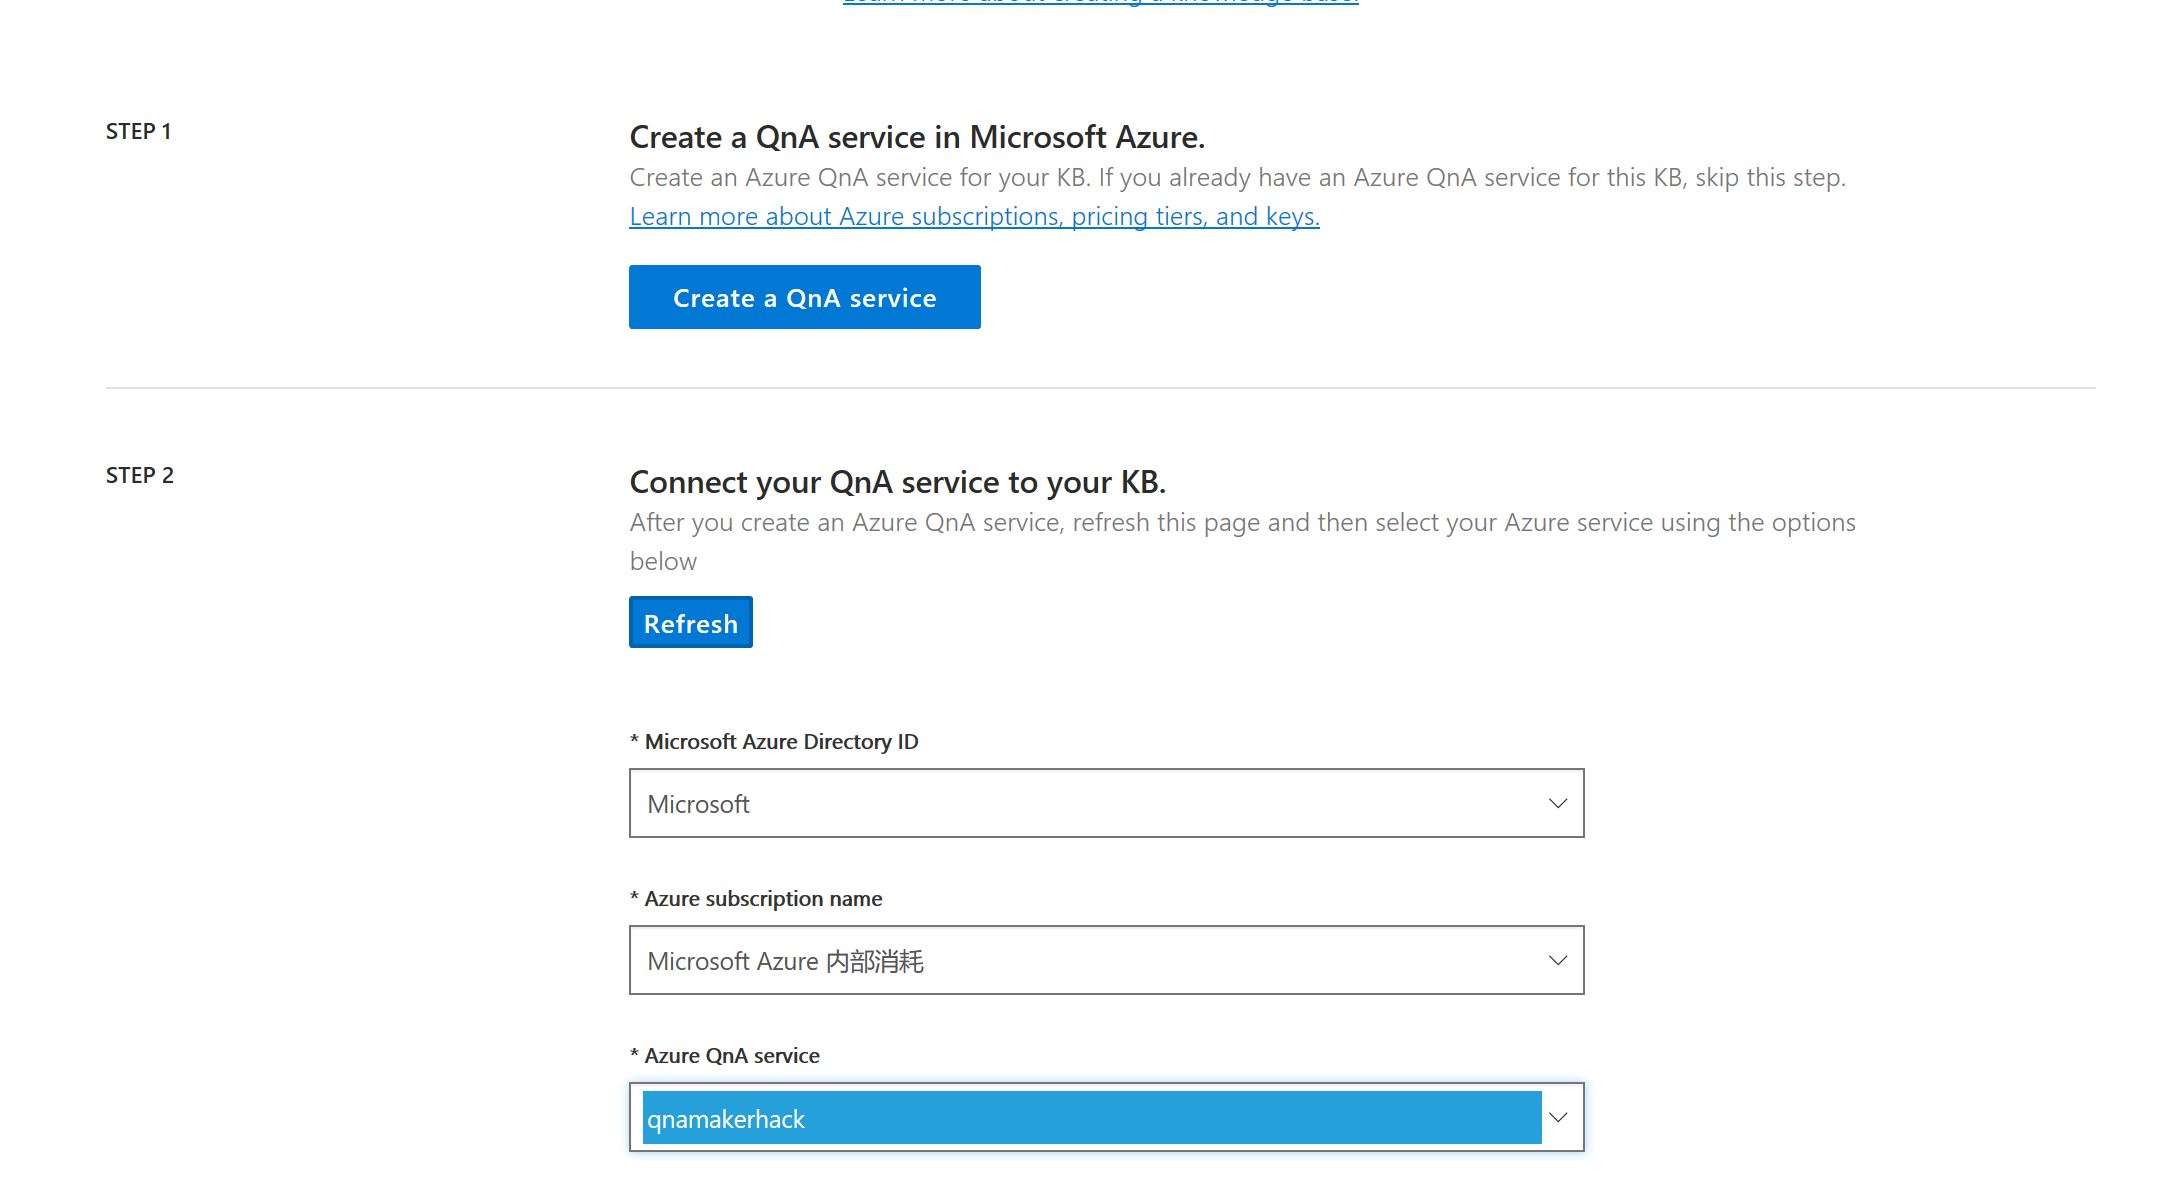 STEP 1
Create a QnA service in Microsoft Azure.
Create an Azure QnA service for your KB. If you already have an Azure QnA service for this KB, skip this step.
Learn more about Azure subscriptions, pricing tiers, and keys.
Create a QnA service
STEP 2
Connect your QnA service to your KB.
After you create an Azure QnA service, refresh this page and then select your Azure service using the options
below
Refresh
* Microsoft Azure Directory ID
Microsoft
* Azure subscription name
Microsoft Azure 内部消耗
* Azure QnA service
qnamakerhack